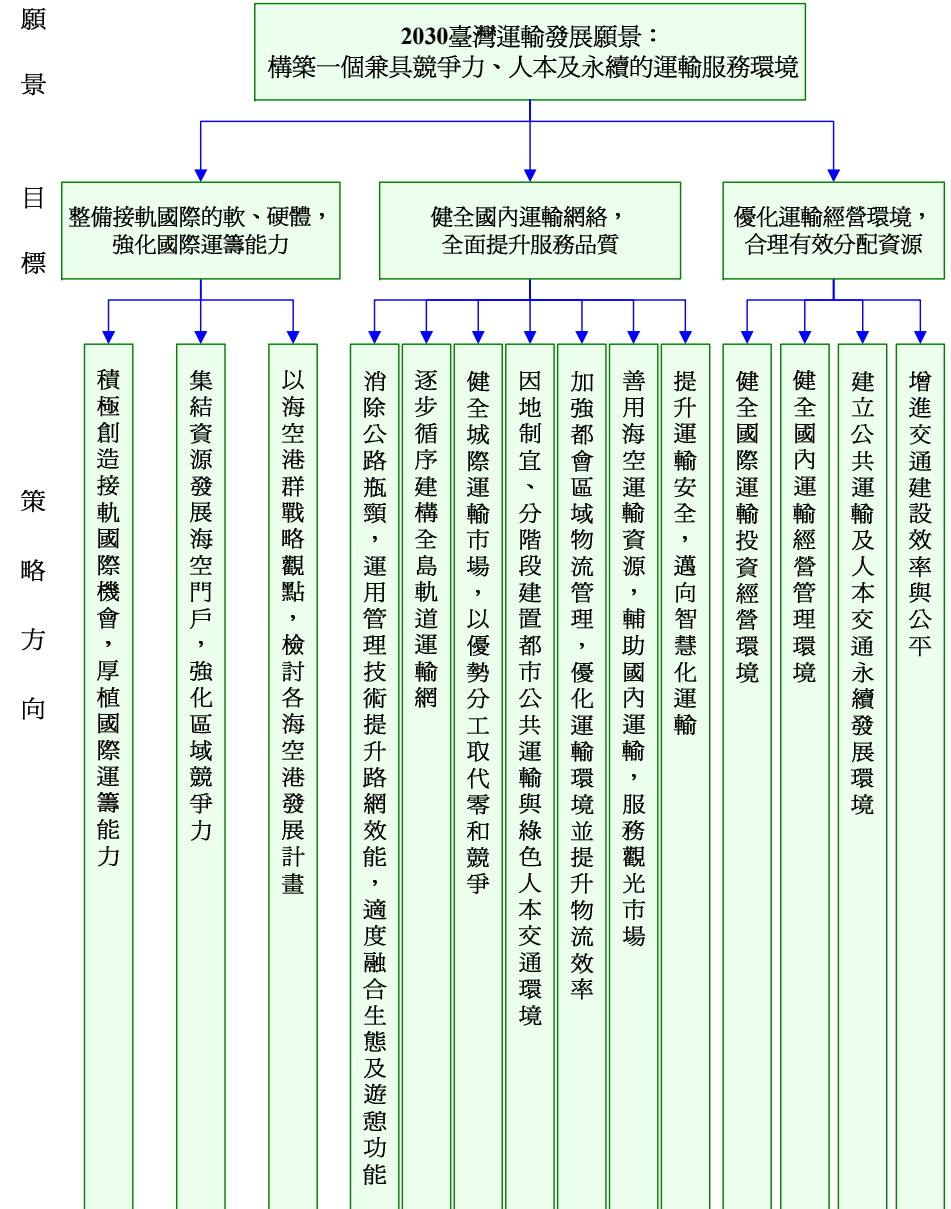 願景
2030臺灣運輸發展願景：
構築一個兼具競爭力、人本及永續的運輸服務環境
目標
整備接軌國際的軟、硬體，
強化國際運籌能力
健全國內運輸網絡，
全面提升服務品質
優化運輸經營環境，
合理有效分配資源
策略方向
積極創造接軌國際機會，厚植國際運籌能力
集結資源發展海空門戶，強化區域競爭力
以海空港群戰略觀點，檢討各海空港發展計畫
消除公路瓶頸，運用管理技術提升路網效能，適度融合生態及遊憩功能
逐步循序建構全島軌道運輸網
健全城際運輸市場，以優勢分工取代零和競爭
因地制宜、分階段建置都市公共運輸與綠色人本交通環境
加強都會區域物流管理，優化運輸環境並提升物流效率
善用海空運輸資源，輔助國內運輸，服務觀光市場
提升運輸安全，邁向智慧化運輸
健全國際運輸投資經營環境
健全國內運輸經營管理環境
建立公共運輸及人本交通永續發展環境
增進交通建設效率與公平